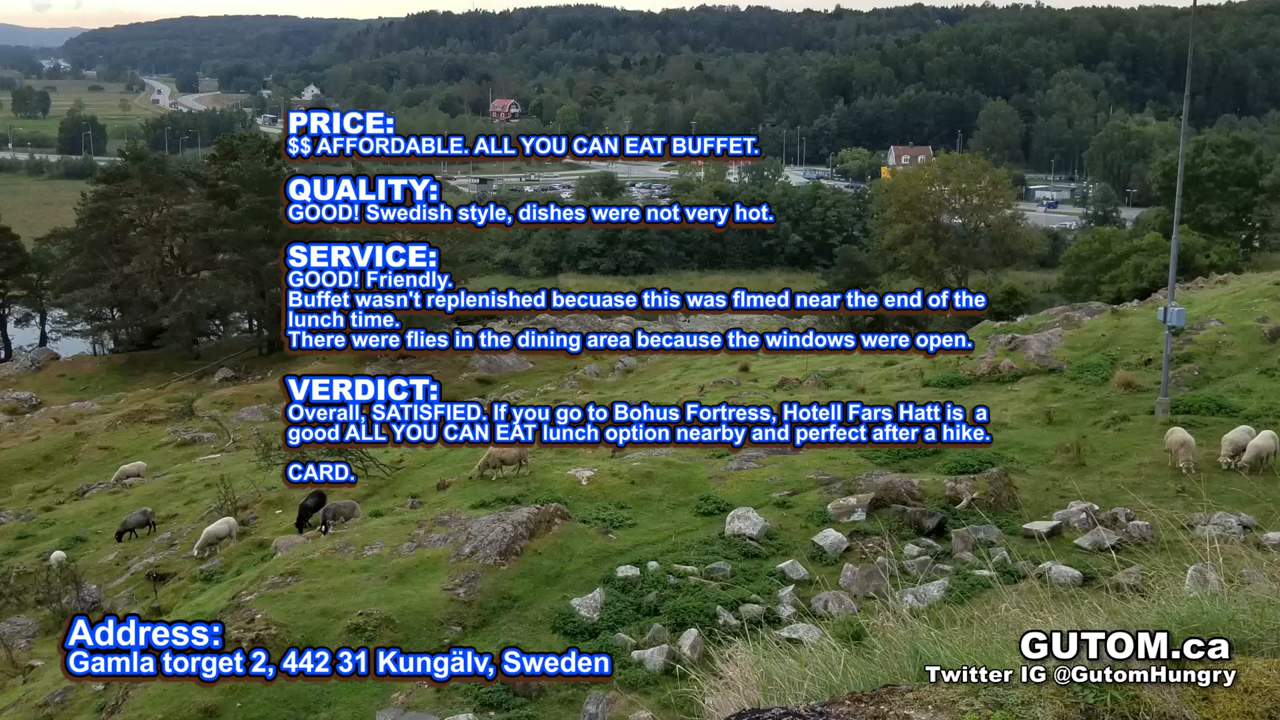 PRICE:
$$ AFFORDABLE. ALL YOU CAN EAT BUFFET.
QUALITY:
GOOD! Swedish style, dishes were not very hot.
SERVICE:
GOOD! Friendly.
Buffet wasn't replenished becuase this was flmed near the end of the
lunch time.
There were flies in the dining area because the windows were open.
VERDICT:
Overall, SATISFIED. If you go to Bohus Fortress, Hotell Fars Hatt is a
good ALL YOU CAN EAT lunch option nearby and perfect after a hike.
CARD.
Address:
Gamla torget 2, 442 31 Kungälv, Sweden
GUTOM.ca
Twitter IG @GutomHungry